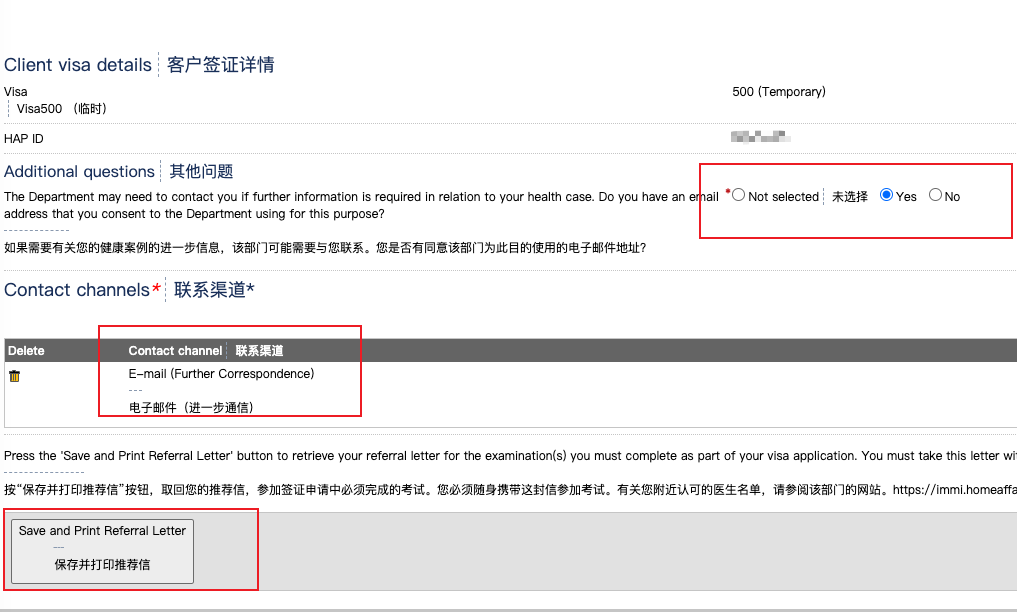 Client visa details 客户签证详情
Visa 500 (Temporary)
Visa500 （临时）
HAP ID
Additional questions 其他问题
The Department may need to contact you if further information is required in relation to your health case. Do you have an email * Not selected 未选择 Yes No
address that you consent to the Department using for this purpose?
如果需要有关您的健康案例的进一步信息，该部门可能需要与您联系。您是否有同意该部门为此目的使用的电子邮件地址？
Contact channels* 联系渠道*
Delete Contact channel 联系渠道
E-mail (Further Correspondence)
电子邮件（进一步通信）
Press the 'Save and Print Referral Letter' button to retrieve your referral letter for the examination(s) you must complete as part of your visa application. You must take this letter wi
按“保存并打印推荐信”按钮，取回您的推荐信，参加签证申请中必须完成的考试。您必须随身携带这封信参加考试。有关您附近认可的医生名单，请参阅该部门的网站。https://immi.homeaffa
Save and Print Referral Letter
保存并打印推荐信